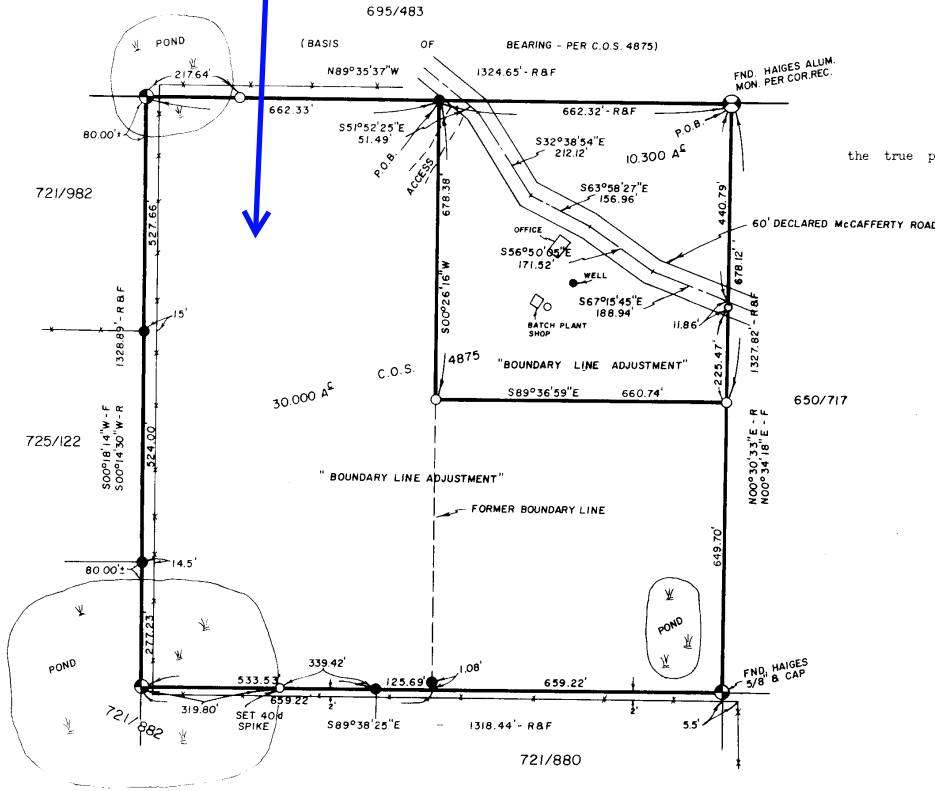 695/483
POND
(BASIS OF BEARING - PER C.O.S. 4875)
217.64'
N89°35'37"W 1324.65' - R&F
FND. HAIGES ALUM.
MON. PER COR.REC.
662.33'
662.32' - R&F
80.00'±
S51°52'25"E
51.49'
P.O.B.
P.O.B.
S32°38'54"E
212.12'
10.300 Ac
the true p
ACCESS
721/982
527.66'
678.38'
S63°58'27"E
156.96'
440.79'
60' DECLARED McCAFFERTY ROAD
OFFICE
S56°50'05"E
171.52'
678.12'
WELL
S00°26'16"W
S67°15'45"E
188.94'
15'
1328.89' - R&F
BATCH PLANT
SHOP
11.86'
1327.82' - R&F
4875
C.O.S.
"BOUNDARY LINE ADJUSTMENT"
225.47'
30.000 Ac
S89°36'59"E 660.74'
650/717
725/122
S00°18'14"W - F
S00°14'30"W - R
524.00'
N00°30'33"E - R
N00°34'18"E - F
"BOUNDARY LINE ADJUSTMENT"
FORMER BOUNDARY LINE
649.70'
14.5'
80.00'±
POND
POND
277.23'
339.42'
1.08'
533.53'
125.69'
659.22'
FND. HAIGES
5/8" & CAP
659.22'
319.80'
2'
2'
5.5'
SET 40d
SPIKE
721/882
S89°38'25"E - 1318.44' - R&F
721/880